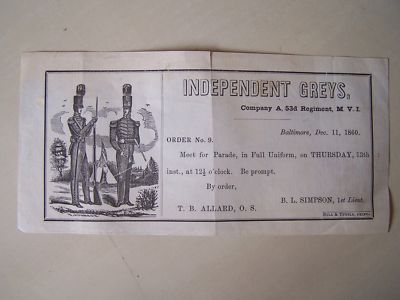 INDEPENDENT GREYS,
Company A, 53d Regiment, M. V. I.
Baltimore, Dec. 11, 1860.
ORDER No. 9.
Meet for Parade, in Full Uniform, on THURSDAY, 13th
inst., at 12½ o'clock. Be prompt.
By order,
B. L. SIMPSON, 1st Lieut.
T. B. ALLARD, O. S.